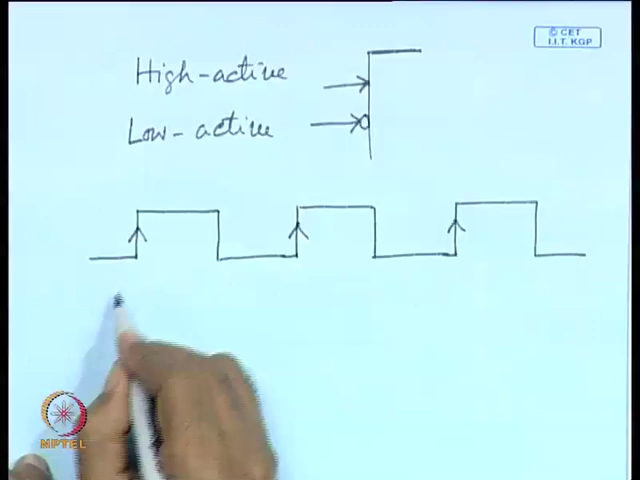 © CET
I.I.T. KGP
High-active
Low-active
NPTEL